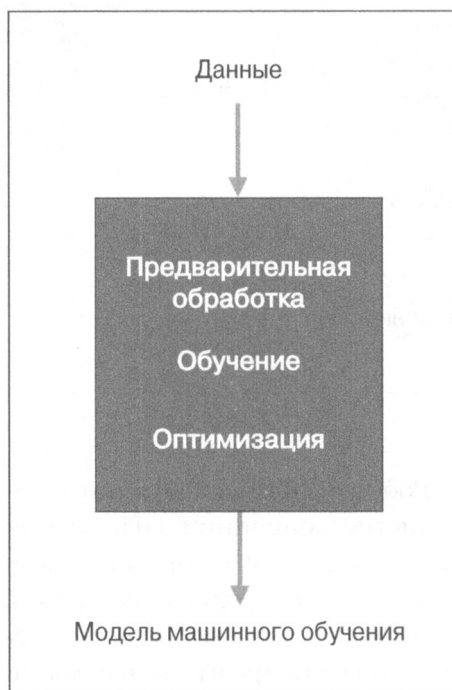 Данные
Предварительная
обработка
Обучение
Оптимизация
Модель машинного обучения